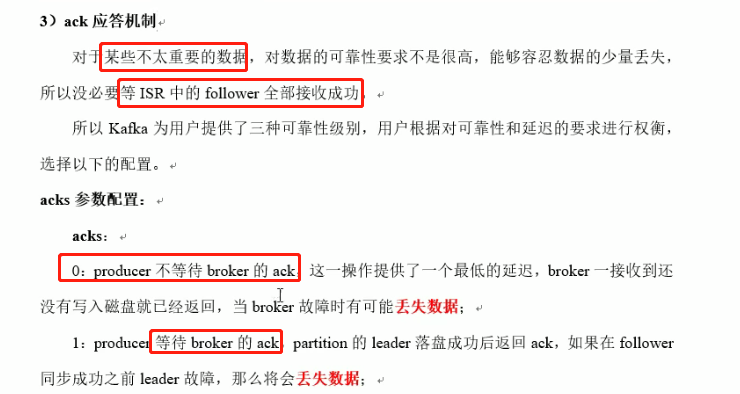 3）ack 应答机制
对于某些不太重要的数据，对数据的可靠性要求不是很高，能够容忍数据的少量丢失，
所以没必要等 ISR 中的 follower 全部接收成功。
所以 Kafka 为用户提供了三种可靠性级别，用户根据对可靠性和延迟的要求进行权衡，
选择以下的配置。
acks 参数配置：
acks：
0：producer 不等待 broker 的 ack，这一操作提供了一个最低的延迟，broker 一接收到还
没有写入磁盘就已经返回，当 broker 故障时有可能丢失数据；
1：producer 等待 broker 的 ack，partition 的 leader 落盘成功后返回 ack，如果在 follower
同步成功之前 leader 故障，那么将会丢失数据；